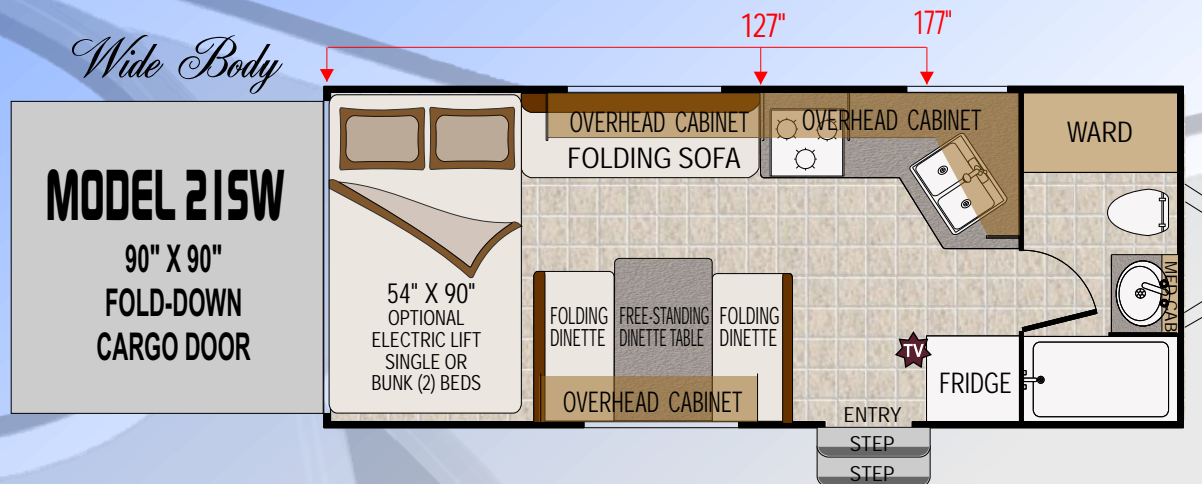 127"
177"
Wide Body
MODEL 21SW
90" X 90"
FOLD-DOWN
CARGO DOOR
OVERHEAD CABINET
FOLDING SOFA
OVERHEAD CABINET
WARD
54" X 90"
OPTIONAL
ELECTRIC LIFT
SINGLE OR
BUNK (2) BEDS
FOLDING
DINETTE
FREE-STANDING
DINETTE TABLE
FOLDING
DINETTE
OVERHEAD CABINET
MED CAB
TV
FRIDGE
ENTRY
STEP
STEP